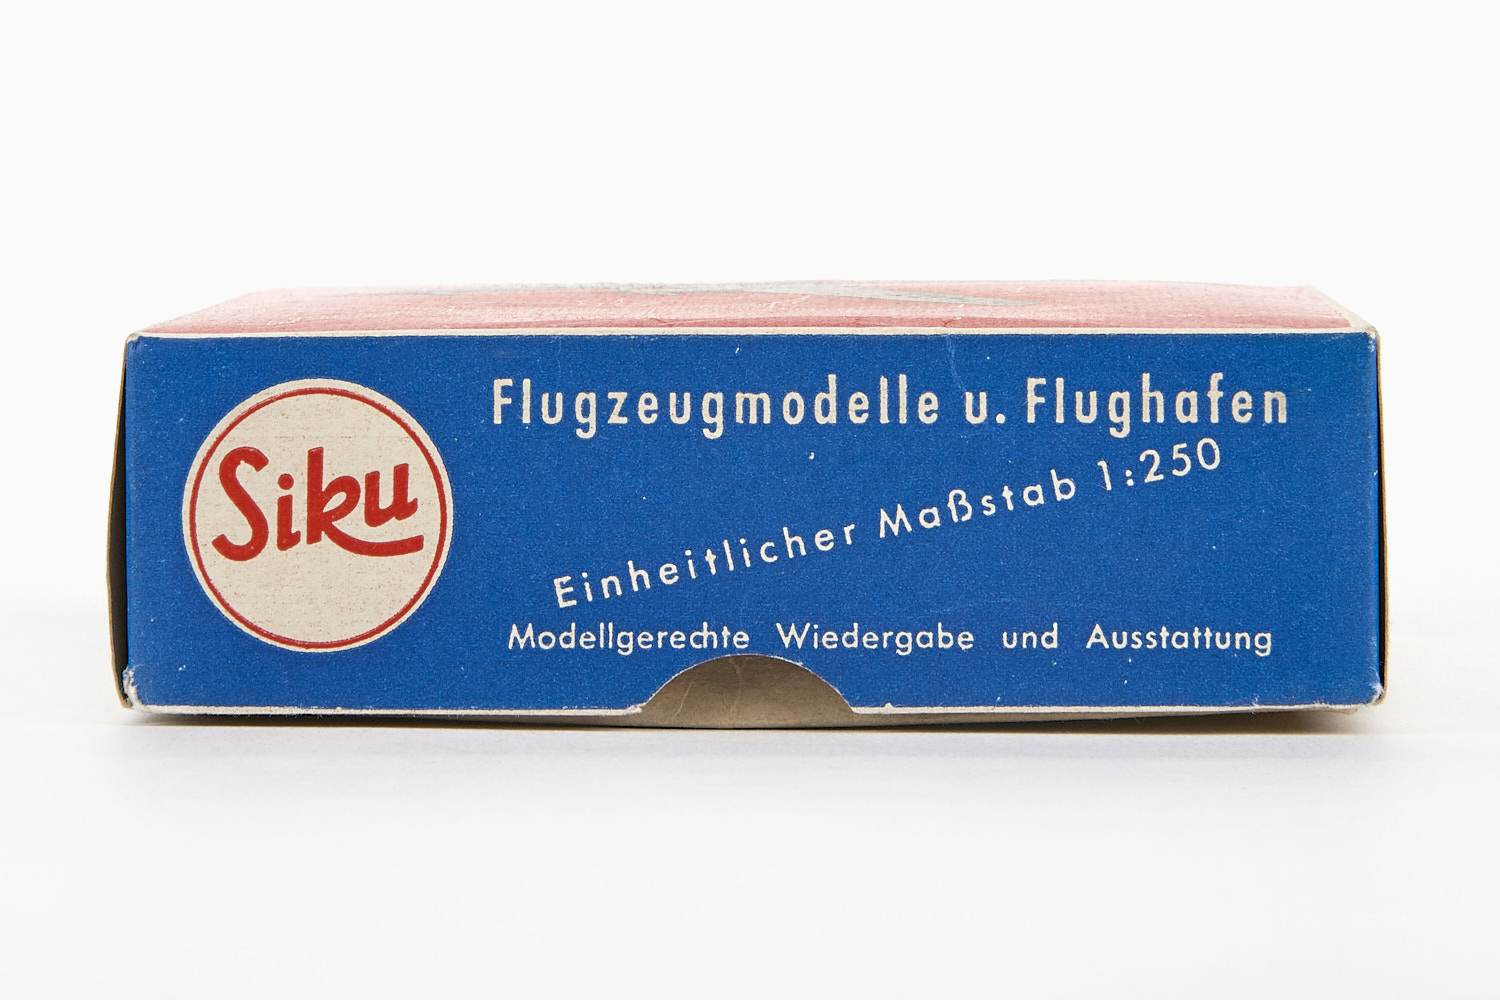 Siku
Flugzeugmodelle u. Flughafen
Einheitlicher Maßstab 1:250
Modellgerechte Wiedergabe und Ausstattung